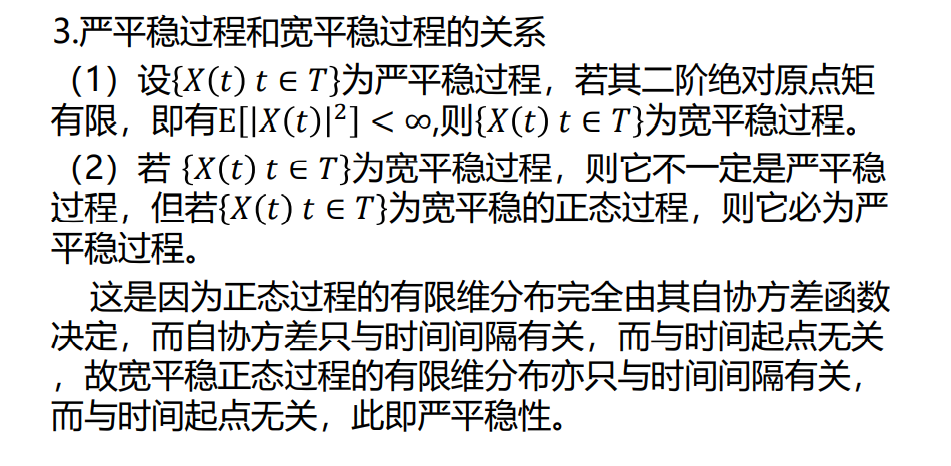 3.严平稳过程和宽平稳过程的关系
（1）设{X(t) t ∈ T}为严平稳过程，若其二阶绝对原点矩
有限，即有E[|X(t)|²] < ∞,则{X(t) t ∈ T}为宽平稳过程。
（2）若 {X(t) t ∈ T}为宽平稳过程，则它不一定是严平稳
过程，但若{X(t) t ∈ T}为宽平稳的正态过程，则它必为严
平稳过程。
这是因为正态过程的有限维分布完全由其自协方差函数
决定，而自协方差只与时间间隔有关，而与时间起点无关
，故宽平稳正态过程的有限维分布亦只与时间间隔有关，
而与时间起点无关，此即严平稳性。